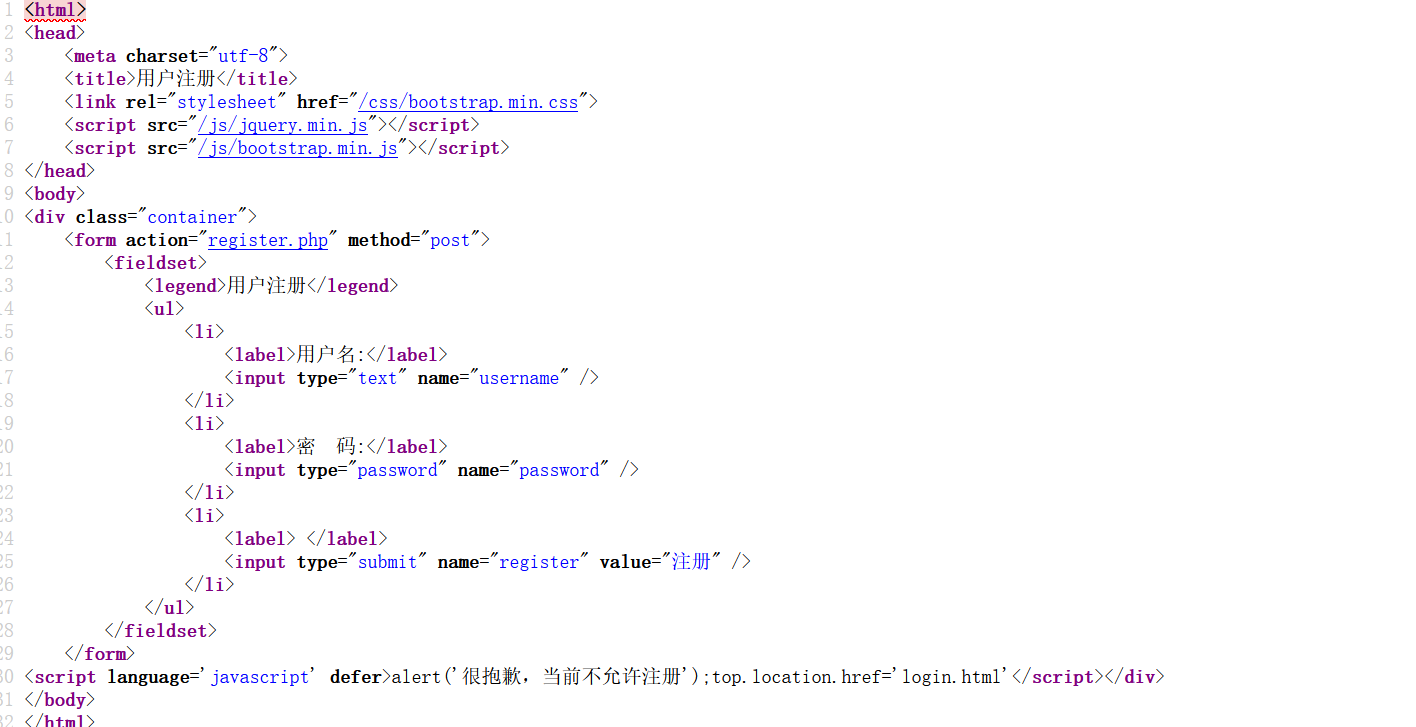 1 <html>
2 <head>
3     <meta charset="utf-8">
4     <title>用户注册</title>
5     <link rel="stylesheet" href="/css/bootstrap.min.css">
6     <script src="/js/jquery.min.js"></script>
7     <script src="/js/bootstrap.min.js"></script>
8 </head>
9 <body>
0 <div class="container">
1     <form action="register.php" method="post">
2         <fieldset>
3             <legend>用户注册</legend>
4             <ul>
5                 <li>
6                     <label>用户名:</label>
7                     <input type="text" name="username" />
8                 </li>
9                 <li>
20                     <label>密  码:</label>
21                     <input type="password" name="password" />
22                 </li>
23                 <li>
24                     <label> </label>
25                     <input type="submit" name="register" value="注册" />
26                 </li>
27             </ul>
28         </fieldset>
29     </form>
30 <script language='javascript' defer>alert('很抱歉，当前不允许注册');top.location.href='login.html'</script></div>
31 </body>
32 </html>